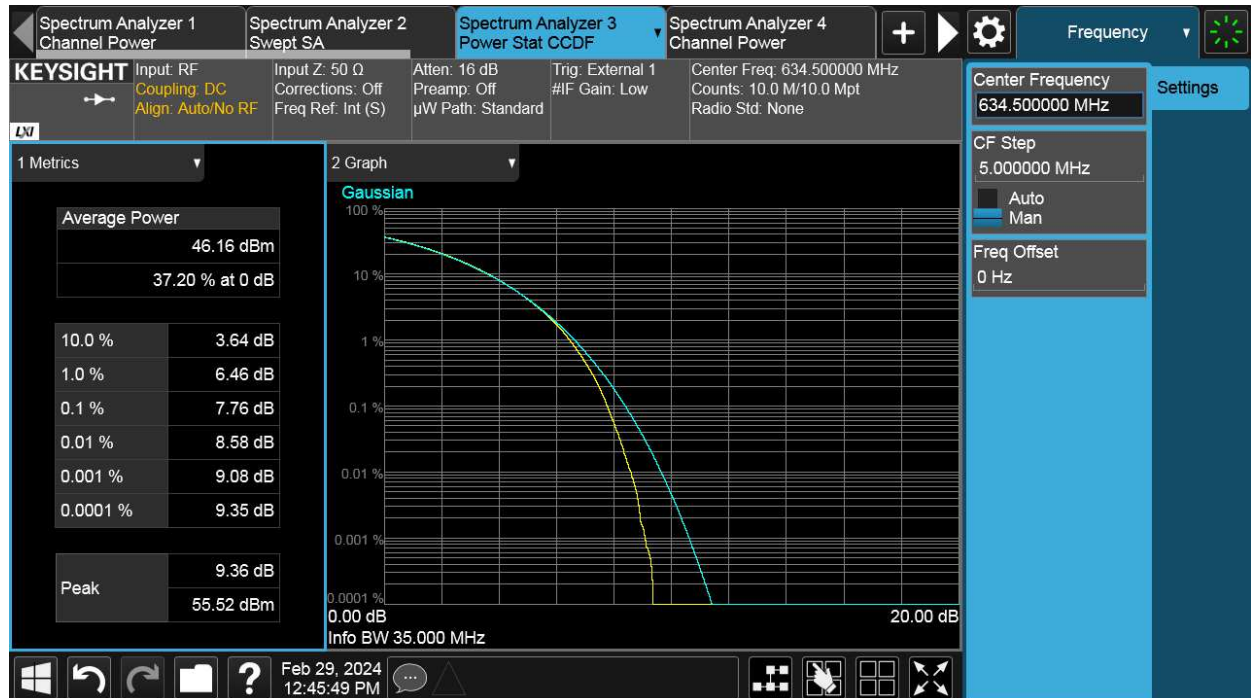 Spectrum Analyzer 1
Channel Power
Spectrum Analyzer 2
Swept SA
Spectrum Analyzer 3
Power Stat CCDF
Spectrum Analyzer 4
Channel Power
+
Frequency
KEYSIGHT
LXI
Input: RF
Coupling: DC
Align: Auto/No RF
Input Z: 50 Ω
Corrections: Off
Freq Ref: Int (S)
Atten: 16 dB
Preamp: Off
µW Path: Standard
Trig: External 1
#IF Gain: Low
Center Freq: 634.500000 MHz
Counts: 10.0 M/10.0 Mpt
Radio Std: None
Center Frequency
634.500000 MHz
Settings
CF Step
5.000000 MHz
Auto
Man
Freq Offset
0 Hz
1 Metrics
Average Power
46.16 dBm
37.20 % at 0 dB
10.0 % 3.64 dB
1.0 % 6.46 dB
0.1 % 7.76 dB
0.01 % 8.58 dB
0.001 % 9.08 dB
0.0001 % 9.35 dB
Peak
9.36 dB
55.52 dBm
2 Graph
Gaussian
100 %
10 %
1 %
0.1 %
0.01 %
0.001 %
0.0001 %
0.00 dB 20.00 dB
Info BW 35.000 MHz
?
Feb 29, 2024
12:45:49 PM